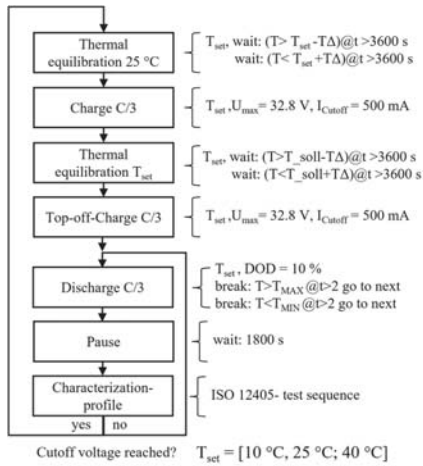 Thermal
equilibration 25 °C
T_set, wait: (T> T_set-TΔ)@t >3600 s
wait: (T< T_set+TΔ)@t >3600 s
Charge C/3
T_set ,U_max= 32.8 V, I_Cutoff = 500 mA
Thermal
equilibration T_set
T_set, wait: (T>T_soll-TΔ)@t >3600 s
wait: (T<T_soll+TΔ)@t >3600 s
Top-off-Charge C/3
T_set ,U_max= 32.8 V, I_Cutoff = 500 mA
Discharge C/3
T_set , DOD = 10 %
break: T>T_MAX @t>2 go to next
break: T<T_MIN @t>2 go to next
Pause
wait: 1800 s
Characterization-
profile
ISO 12405- test sequence
yes no
Cutoff voltage reached? T_set = [10 °C, 25 °C; 40 °C]